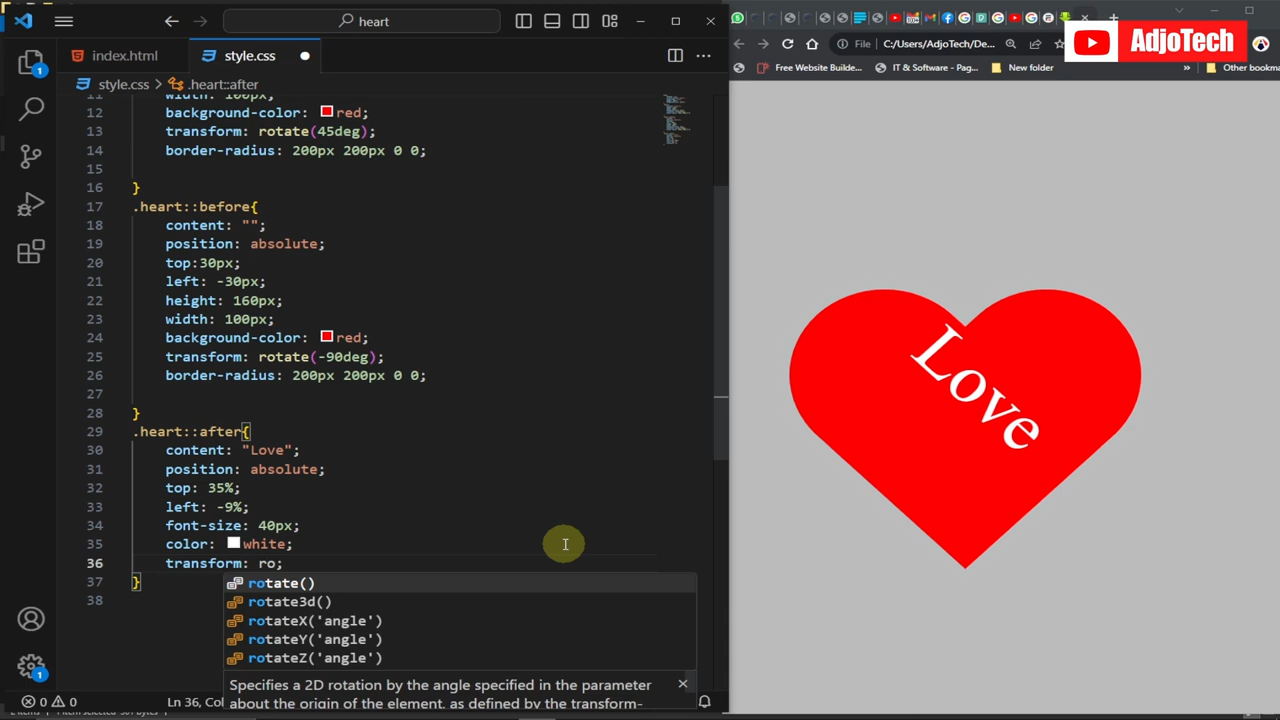 heart
index.html
style.css
style.css > .heart::after
12 background-color: red;
13 transform: rotate(45deg);
14 border-radius: 200px 200px 0 0;
15
16 }
17 .heart::before{
18 content: "";
19 position: absolute;
20 top:30px;
21 left: -30px;
22 height: 160px;
23 width: 100px;
24 background-color: red;
25 transform: rotate(-90deg);
26 border-radius: 200px 200px 0 0;
27
28 }
29 .heart::after{
30 content: "Love";
31 position: absolute;
32 top: 35%;
33 left: -9%;
34 font-size: 40px;
35 color: white;
36 transform: ro;
37 }
38
rotate()
rotate3d()
rotateX('angle')
rotateY('angle')
rotateZ('angle')
Specifies a 2D rotation by the angle specified in the parameter
about the origin of the element, as defined by the transform-
1
1
0 0
Ln 36, Col
File C:/Users/AdjoTech/De...
AdjoTech
Free Website Builde...
IT & Software - Pag...
New folder
»
Other bookma
Love